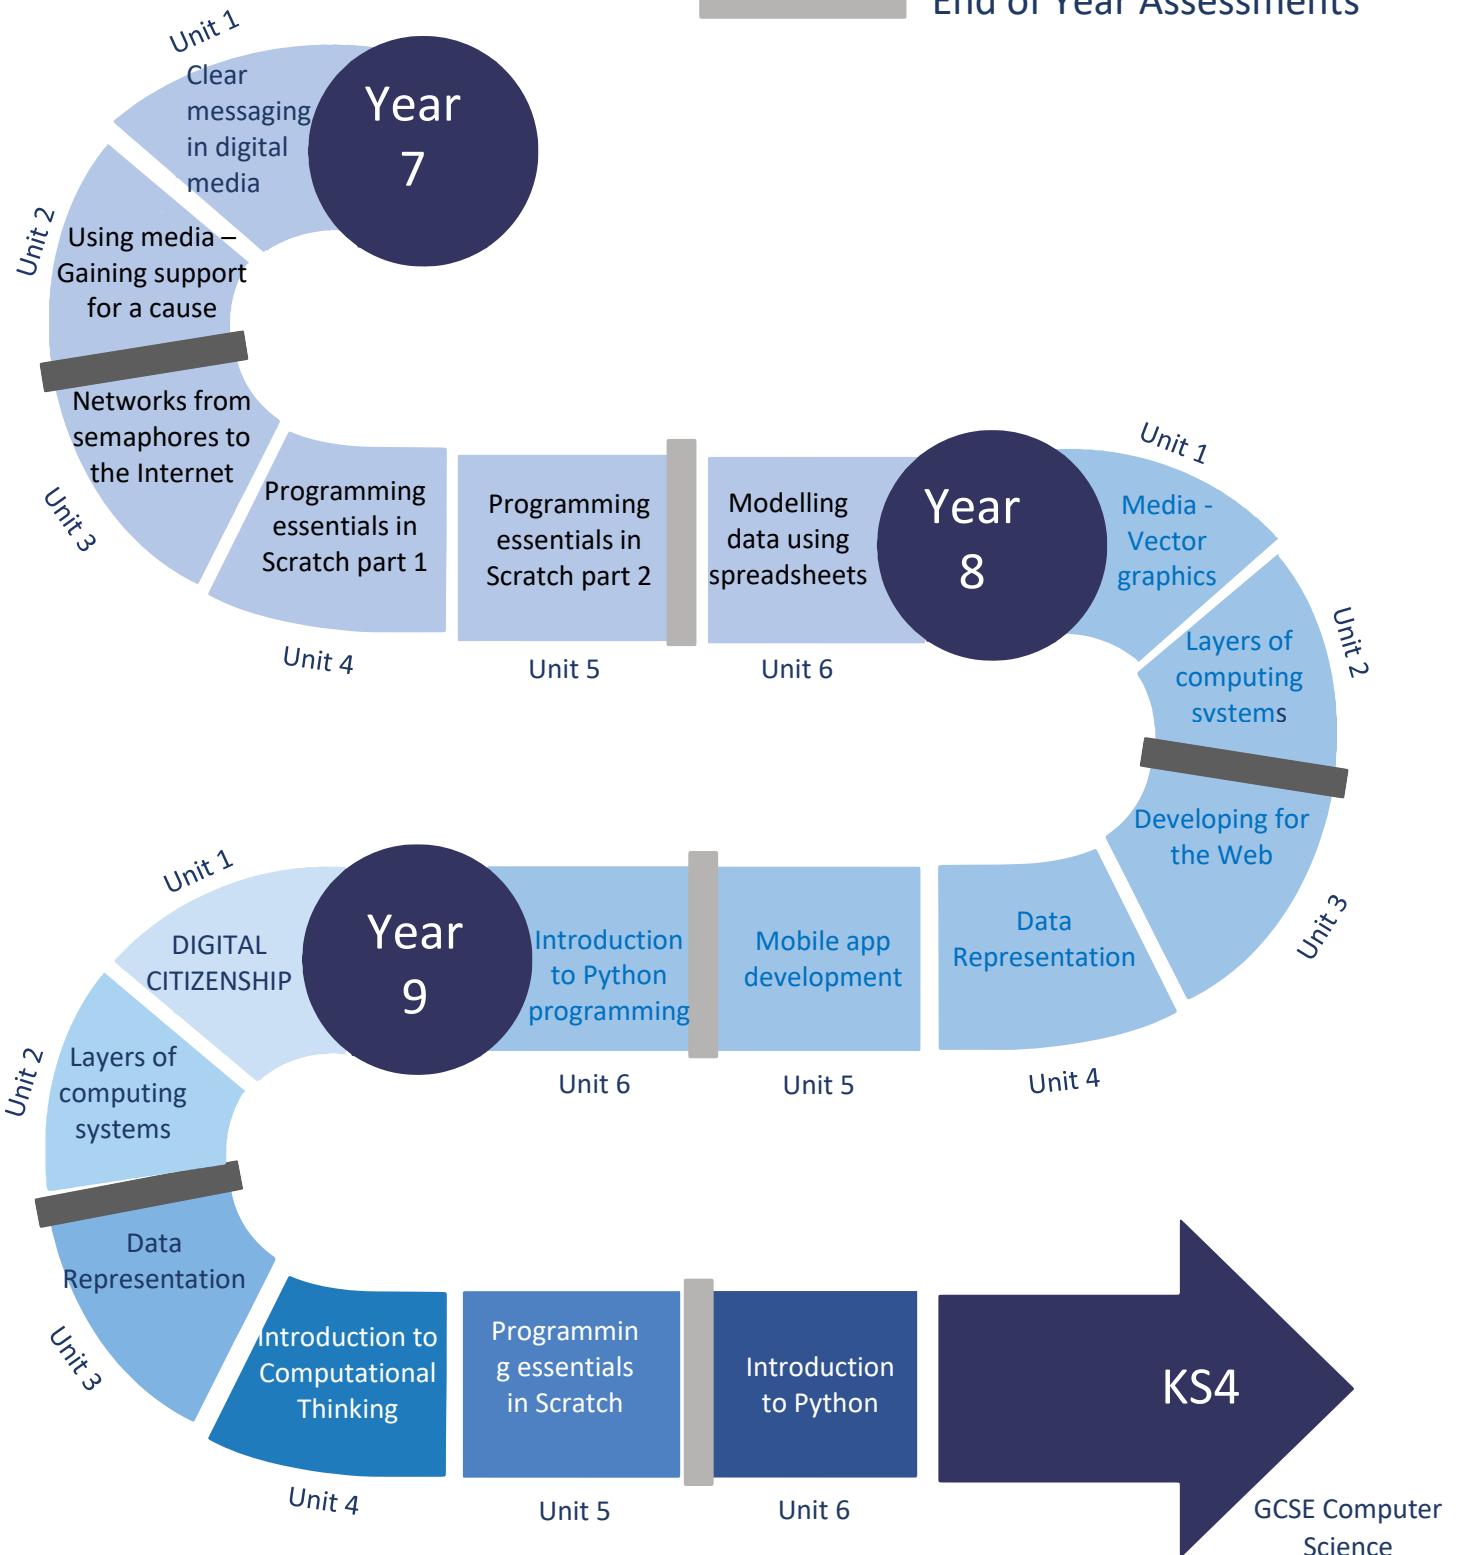 End of Year Assessments
Unit 1
Clear
messaging
in digital
media
Year
7
Unit 2
Using media –
Gaining support
for a cause
Networks from
semaphores to
the Internet
Unit 3
Programming
essentials in
Scratch part 1
Unit 4
Programming
essentials in
Scratch part 2
Unit 5
Modelling
data using
spreadsheets
Unit 6
Year
8
Unit 1
Media -
Vector
graphics
Unit 2
Layers of
computing
systems
Developing for
the Web
Unit 3
Data
Representation
Unit 4
Mobile app
development
Unit 5
Introduction
to Python
programming
Unit 6
Year
9
Unit 1
DIGITAL
CITIZENSHIP
Unit 2
Layers of
computing
systems
Data
Representation
Unit 3
Introduction to
Computational
Thinking
Unit 4
Programmin
g essentials
in Scratch
Unit 5
Introduction
to Python
Unit 6
KS4
GCSE Computer
Science